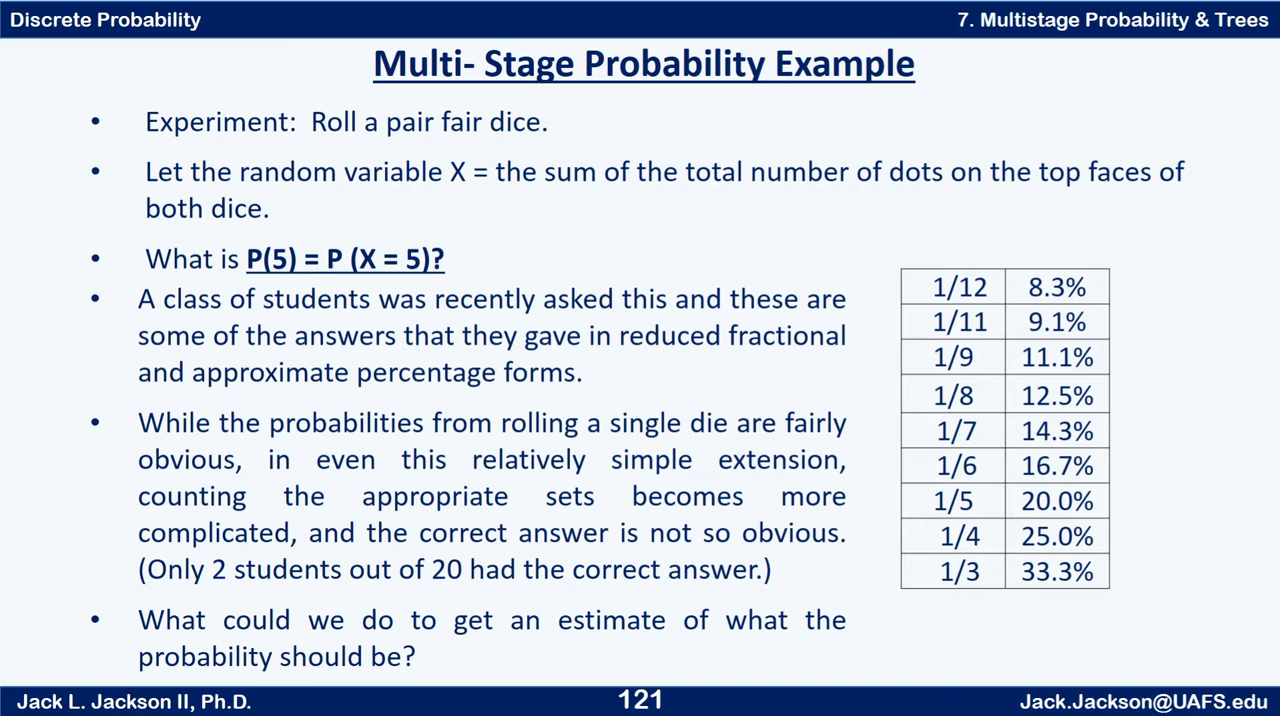 Discrete Probability
7. Multistage Probability & Trees
Multi- Stage Probability Example
• Experiment: Roll a pair fair dice.
• Let the random variable X = the sum of the total number of dots on the top faces of
both dice.
• What is P(5) = P (X = 5)?
• A class of students was recently asked this and these are
some of the answers that they gave in reduced fractional
and approximate percentage forms.
• While the probabilities from rolling a single die are fairly
obvious, in even this relatively simple extension,
counting the appropriate sets becomes more
complicated, and the correct answer is not so obvious.
(Only 2 students out of 20 had the correct answer.)
• What could we do to get an estimate of what the
probability should be?
1/12 8.3%
1/11 9.1%
1/9 11.1%
1/8 12.5%
1/7 14.3%
1/6 16.7%
1/5 20.0%
1/4 25.0%
1/3 33.3%
Jack L. Jackson II, Ph.D.
121
Jack.Jackson@UAFS.edu